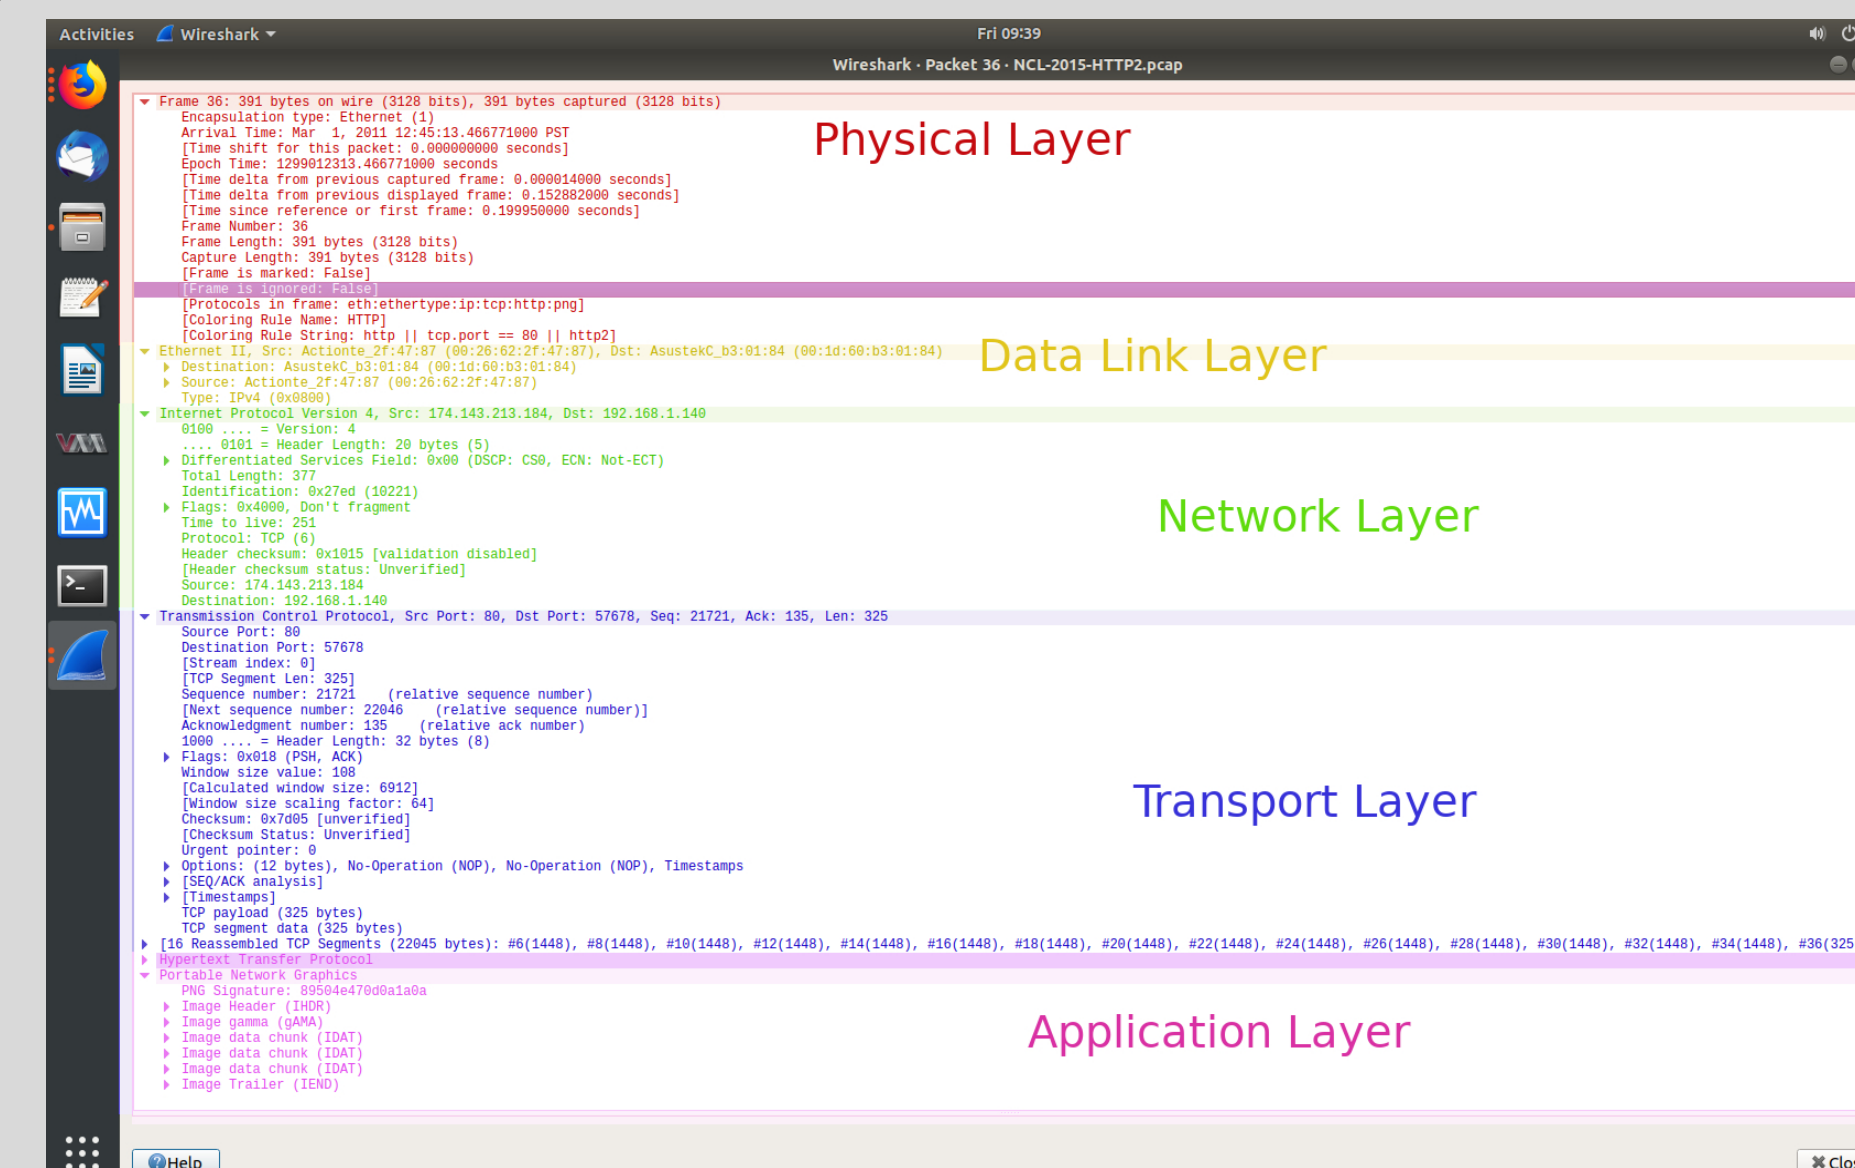 Activities Wireshark Fri 09:39
Wireshark · Packet 36 · NCL-2015-HTTP2.pcap
Frame 36: 391 bytes on wire (3128 bits), 391 bytes captured (3128 bits)
Encapsulation type: Ethernet (1)
Arrival Time: Mar  1, 2011 12:45:13.466771000 PST
Physical Layer
[Time shift for this packet: 0.000000000 seconds]
Epoch Time: 1299012313.466771000 seconds
[Time delta from previous captured frame: 0.000014000 seconds]
[Time delta from previous displayed frame: 0.152882000 seconds]
[Time since reference or first frame: 0.199950000 seconds]
Frame Number: 36
Frame Length: 391 bytes (3128 bits)
Capture Length: 391 bytes (3128 bits)
[Frame is marked: False]
[Frame is ignored: False]
[Protocols in frame: eth:ethertype:ip:tcp:http:png]
[Coloring Rule Name: HTTP]
[Coloring Rule String: http || tcp.port == 80 || http2]
Ethernet II, Src: Actionte_2f:47:87 (00:26:62:2f:47:87), Dst: AsustekC_b3:01:84 (00:1d:60:b3:01:84)
Data Link Layer
Destination: AsustekC_b3:01:84 (00:1d:60:b3:01:84)
Source: Actionte_2f:47:87 (00:26:62:2f:47:87)
Type: IPv4 (0x0800)
Internet Protocol Version 4, Src: 174.143.213.184, Dst: 192.168.1.140
0100 .... = Version: 4
.... 0101 = Header Length: 20 bytes (5)
Differentiated Services Field: 0x00 (DSCP: CS0, ECN: Not-ECT)
Total Length: 377
Identification: 0x27ed (10221)
Flags: 0x4000, Don't fragment
Network Layer
Time to live: 251
Protocol: TCP (6)
Header checksum: 0x1015 [validation disabled]
[Header checksum status: Unverified]
Source: 174.143.213.184
Destination: 192.168.1.140
Transmission Control Protocol, Src Port: 80, Dst Port: 57678, Seq: 21721, Ack: 135, Len: 325
Source Port: 80
Destination Port: 57678
[Stream index: 0]
[TCP Segment Len: 325]
Sequence number: 21721    (relative sequence number)
[Next sequence number: 22046    (relative sequence number)]
Acknowledgment number: 135    (relative ack number)
1000 .... = Header Length: 32 bytes (8)
Flags: 0x018 (PSH, ACK)
Window size value: 108
[Calculated window size: 6912]
[Window size scaling factor: 64]
Transport Layer
Checksum: 0x7d05 [unverified]
[Checksum Status: Unverified]
Urgent pointer: 0
Options: (12 bytes), No-Operation (NOP), No-Operation (NOP), Timestamps
[SEQ/ACK analysis]
[Timestamps]
TCP payload (325 bytes)
TCP segment data (325 bytes)
[16 Reassembled TCP Segments (22045 bytes): #6(1448), #8(1448), #10(1448), #12(1448), #14(1448), #16(1448), #18(1448), #20(1448), #22(1448), #24(1448), #26(1448), #28(1448), #30(1448), #32(1448), #34(1448), #36(325
Hypertext Transfer Protocol
Portable Network Graphics
PNG Signature: 89504e470d0a1a0a
Image Header (IHDR)
Image gamma (gAMA)
Application Layer
Image data chunk (IDAT)
Image data chunk (IDAT)
Image data chunk (IDAT)
Image Trailer (IEND)
Help Clos